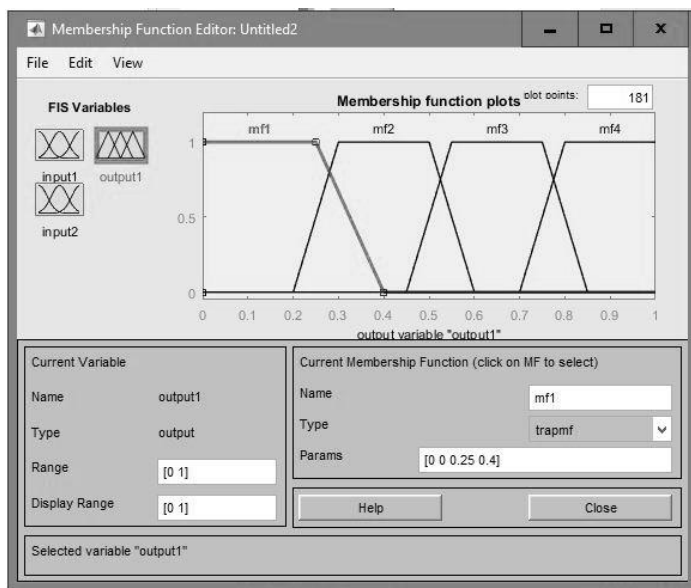 Membership Function Editor: Untitled2
File Edit View
FIS Variables
input1 output1
input2
Membership function plots plot points: 181
mf1 mf2 mf3 mf4
1
0.5
0
0 0.1 0.2 0.3 0.4 0.5 0.6 0.7 0.8 0.9 1
output variable "output1"
Current Variable
Name output1
Type output
Range [0 1]
Display Range [0 1]
Current Membership Function (click on MF to select)
Name mf1
Type trapmf
Params [0 0 0.25 0.4]
Help Close
Selected variable "output1"